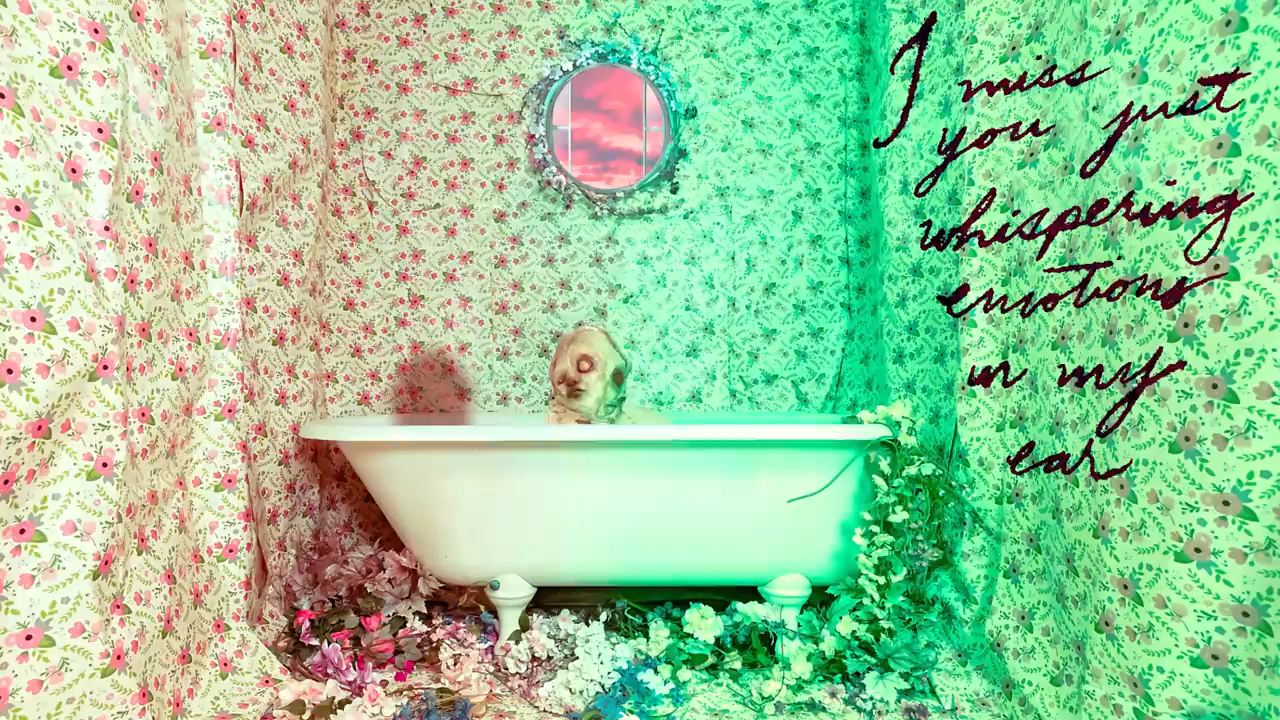 I miss
you just
whispering
emotions
in my
ear